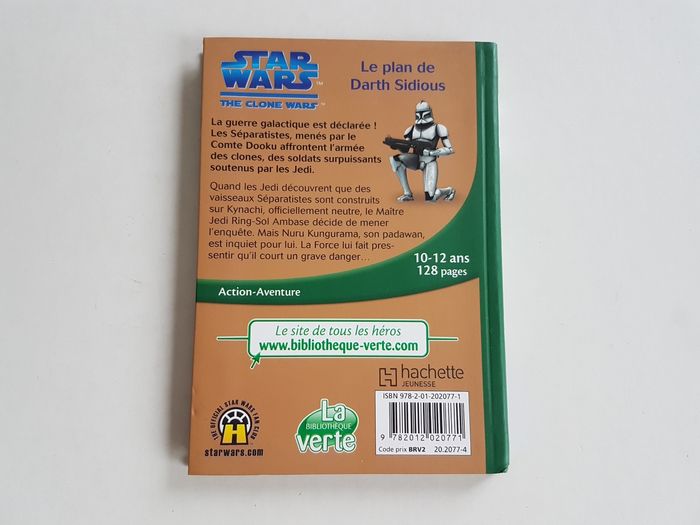 STAR
WARS™
THE CLONE WARS™
Le plan de
Darth Sidious
La guerre galactique est déclarée !
Les Séparatistes, menés par le
Comte Dooku affrontent l'armée
des clones, des soldats surpuissants
soutenus par les Jedi.
Quand les Jedi découvrent que des
vaisseaux Séparatistes sont construits
sur Kynachi, officiellement neutre, le Maître
Jedi Ring-Sol Ambase décide de mener
l'enquête. Mais Nuru Kungurama, son padawan,
est inquiet pour lui. La Force lui fait pres-
sentir qu'il court un grave danger...
10-12 ans
128 pages
Action-Aventure
Le site de tous les héros
www.bibliotheque-verte.com
hachette
JEUNESSE
ISBN 978-2-01-202077-1
9 782012 020771
Code prix BRV2 20.2077-4
THE OFFICIAL STAR WARS FAN CLUB
H
starwars.com
La
BIBLIOTHÈQUE
verte